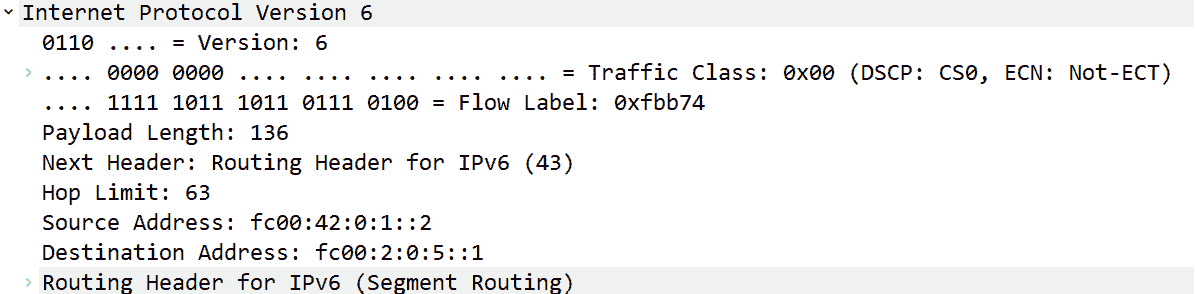 Internet Protocol Version 6
0110 .... = Version: 6
.... 0000 0000 .... .... .... .... .... = Traffic Class: 0x00 (DSCP: CS0, ECN: Not-ECT)
.... 1111 1011 1011 0111 0100 = Flow Label: 0xfbb74
Payload Length: 136
Next Header: Routing Header for IPv6 (43)
Hop Limit: 63
Source Address: fc00:42:0:1::2
Destination Address: fc00:2:0:5::1
Routing Header for IPv6 (Segment Routing)